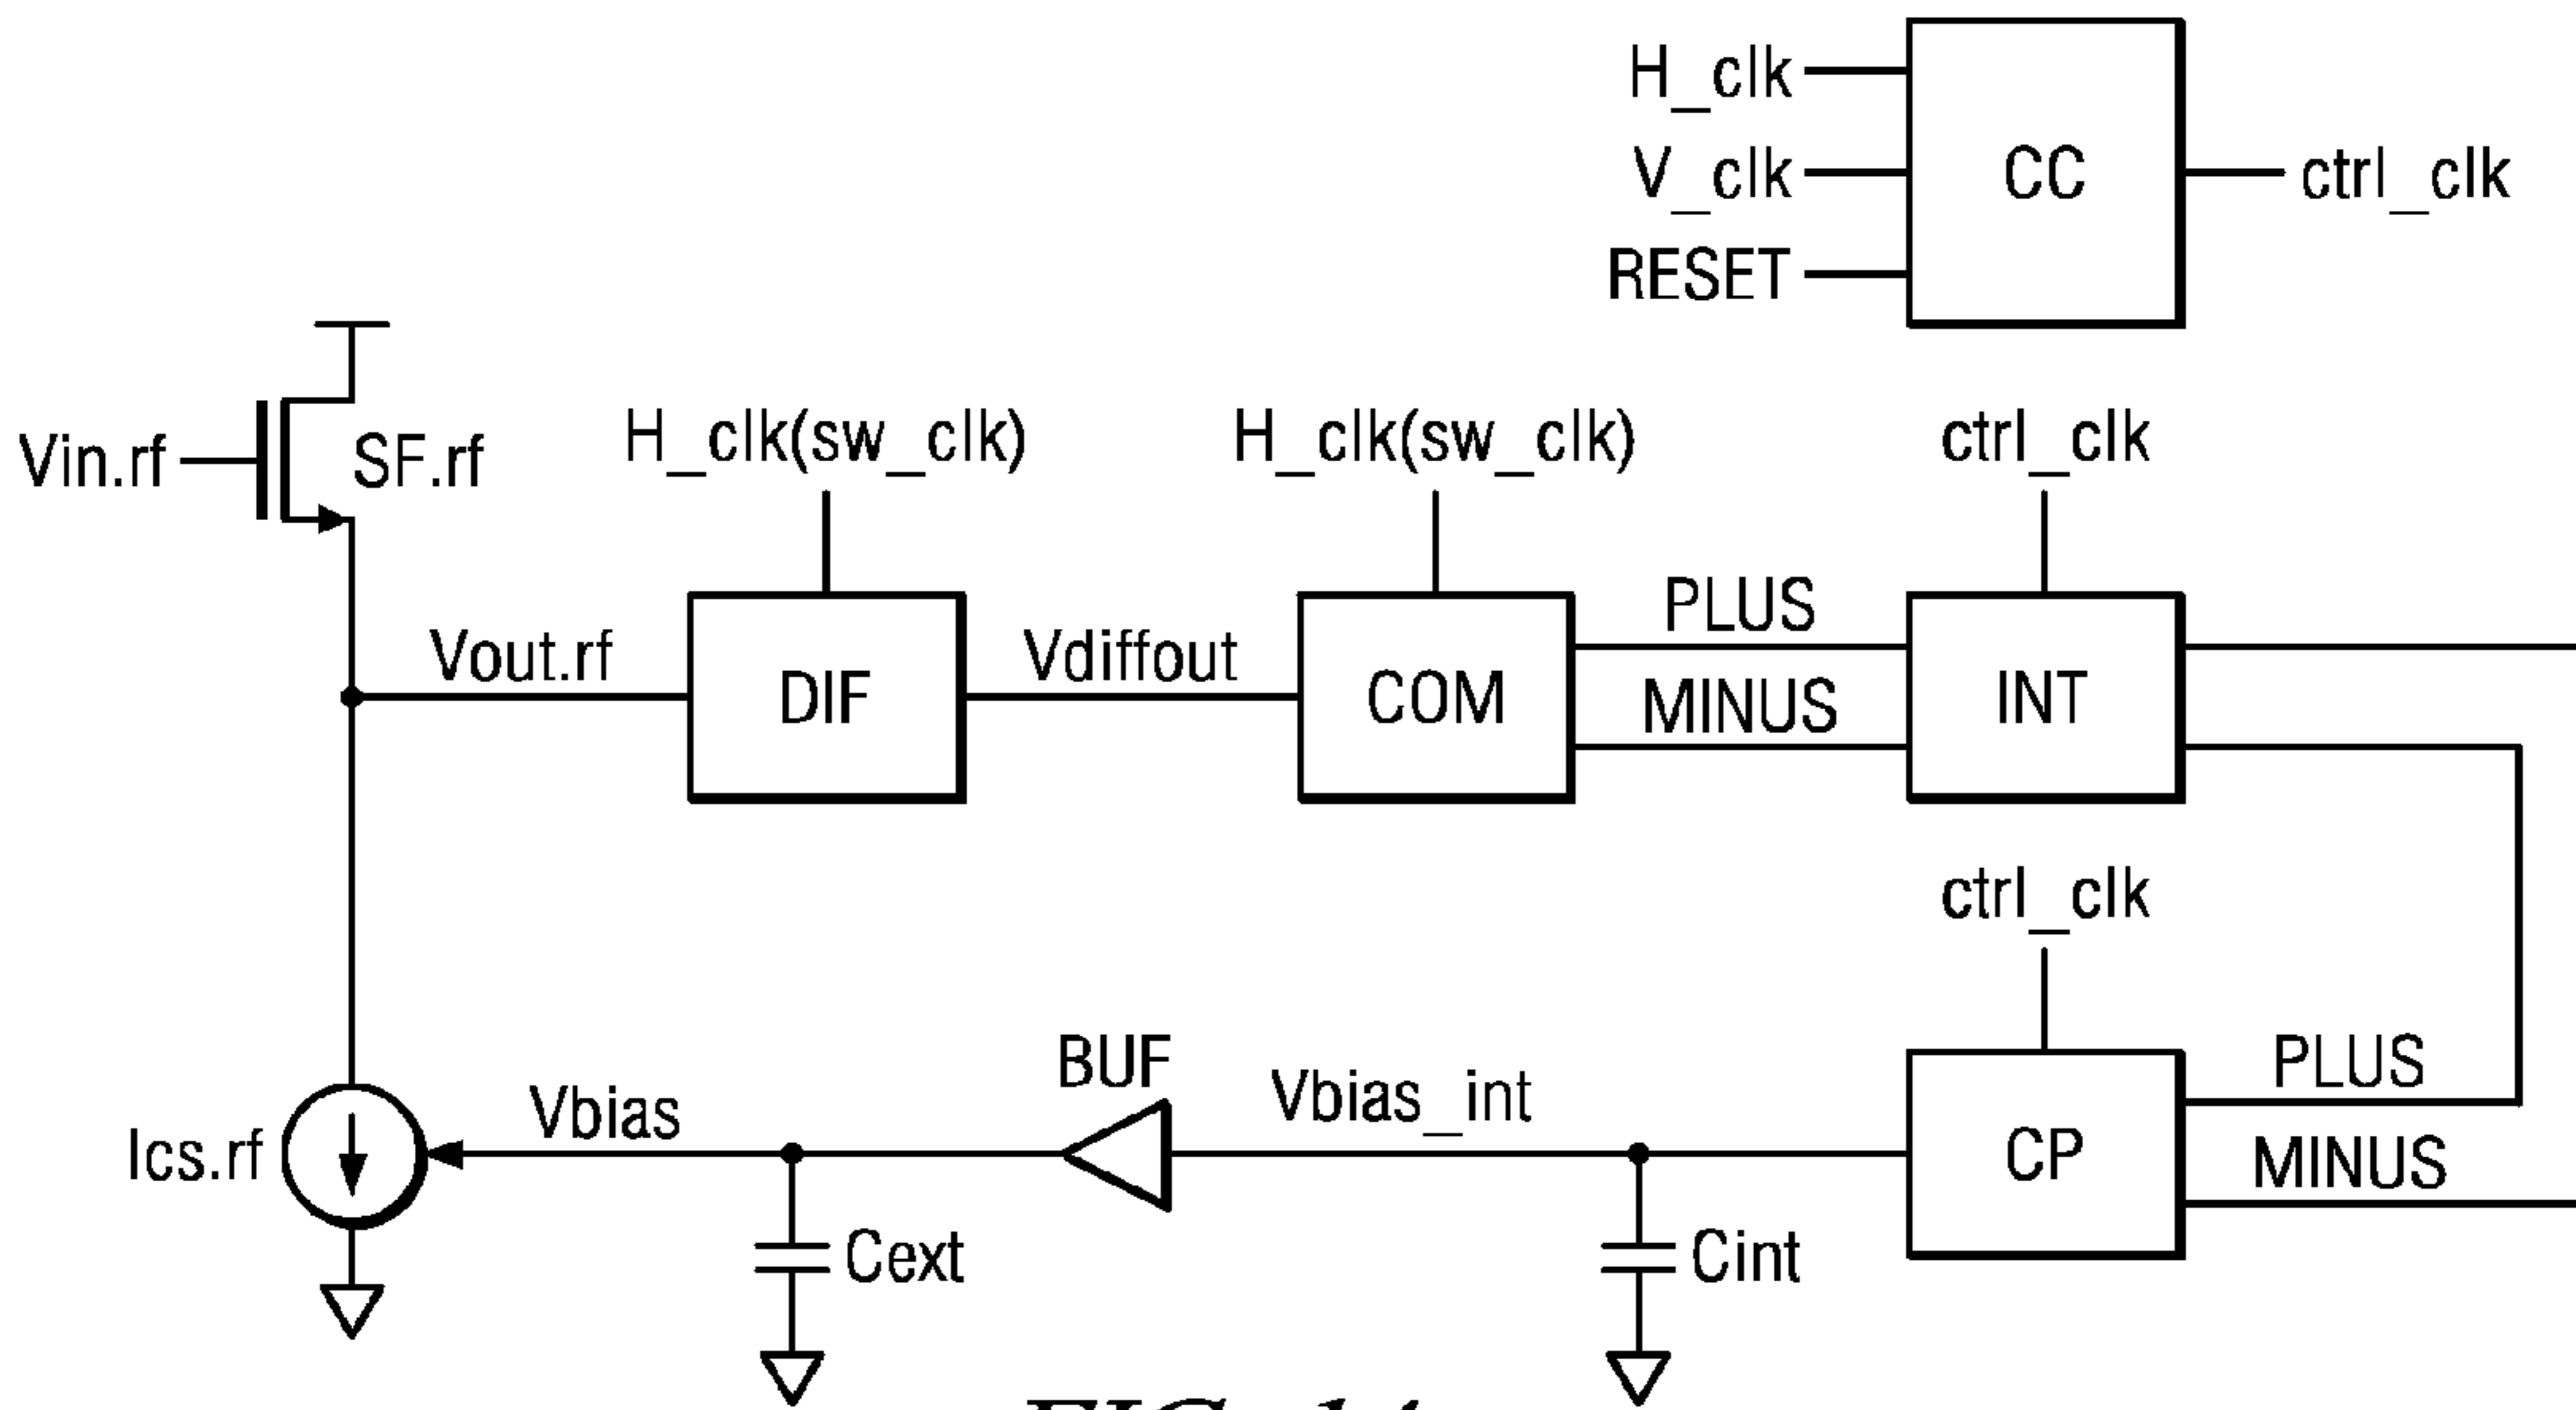 H_clk
V_clk
RESET
CC
ctrl_clk
Vin.rf
SF.rf
H_clk(sw_clk)
H_clk(sw_clk)
ctrl_clk
Vout.rf
DIF
Vdiffout
COM
PLUS
MINUS
INT
ctrl_clk
Ics.rf
Vbias
BUF
Vbias_int
CP
PLUS
MINUS
Cext
Cint